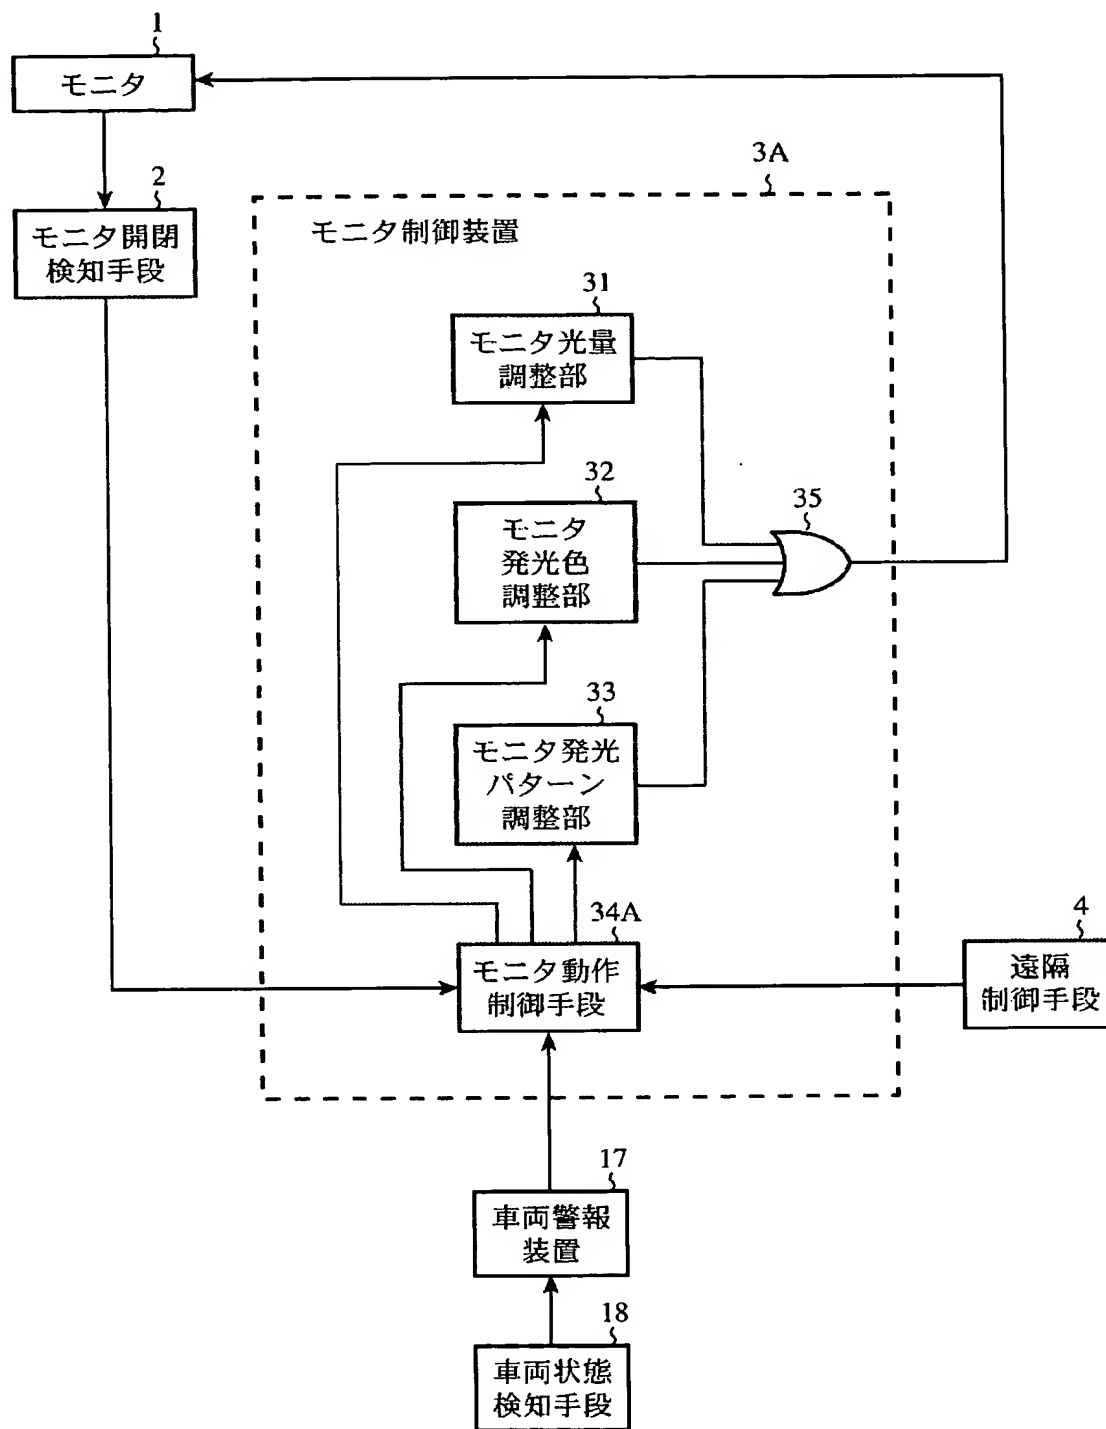 1
モニタ
2
モニタ開閉
検知手段
3A
モニタ制御装置
31
モニタ光量
調整部
32
モニタ
発光色
調整部
35
33
モニタ発光
パターン
調整部
34A
モニタ動作
制御手段
4
遠隔
制御手段
17
車両警報
装置
18
車両状態
検知手段